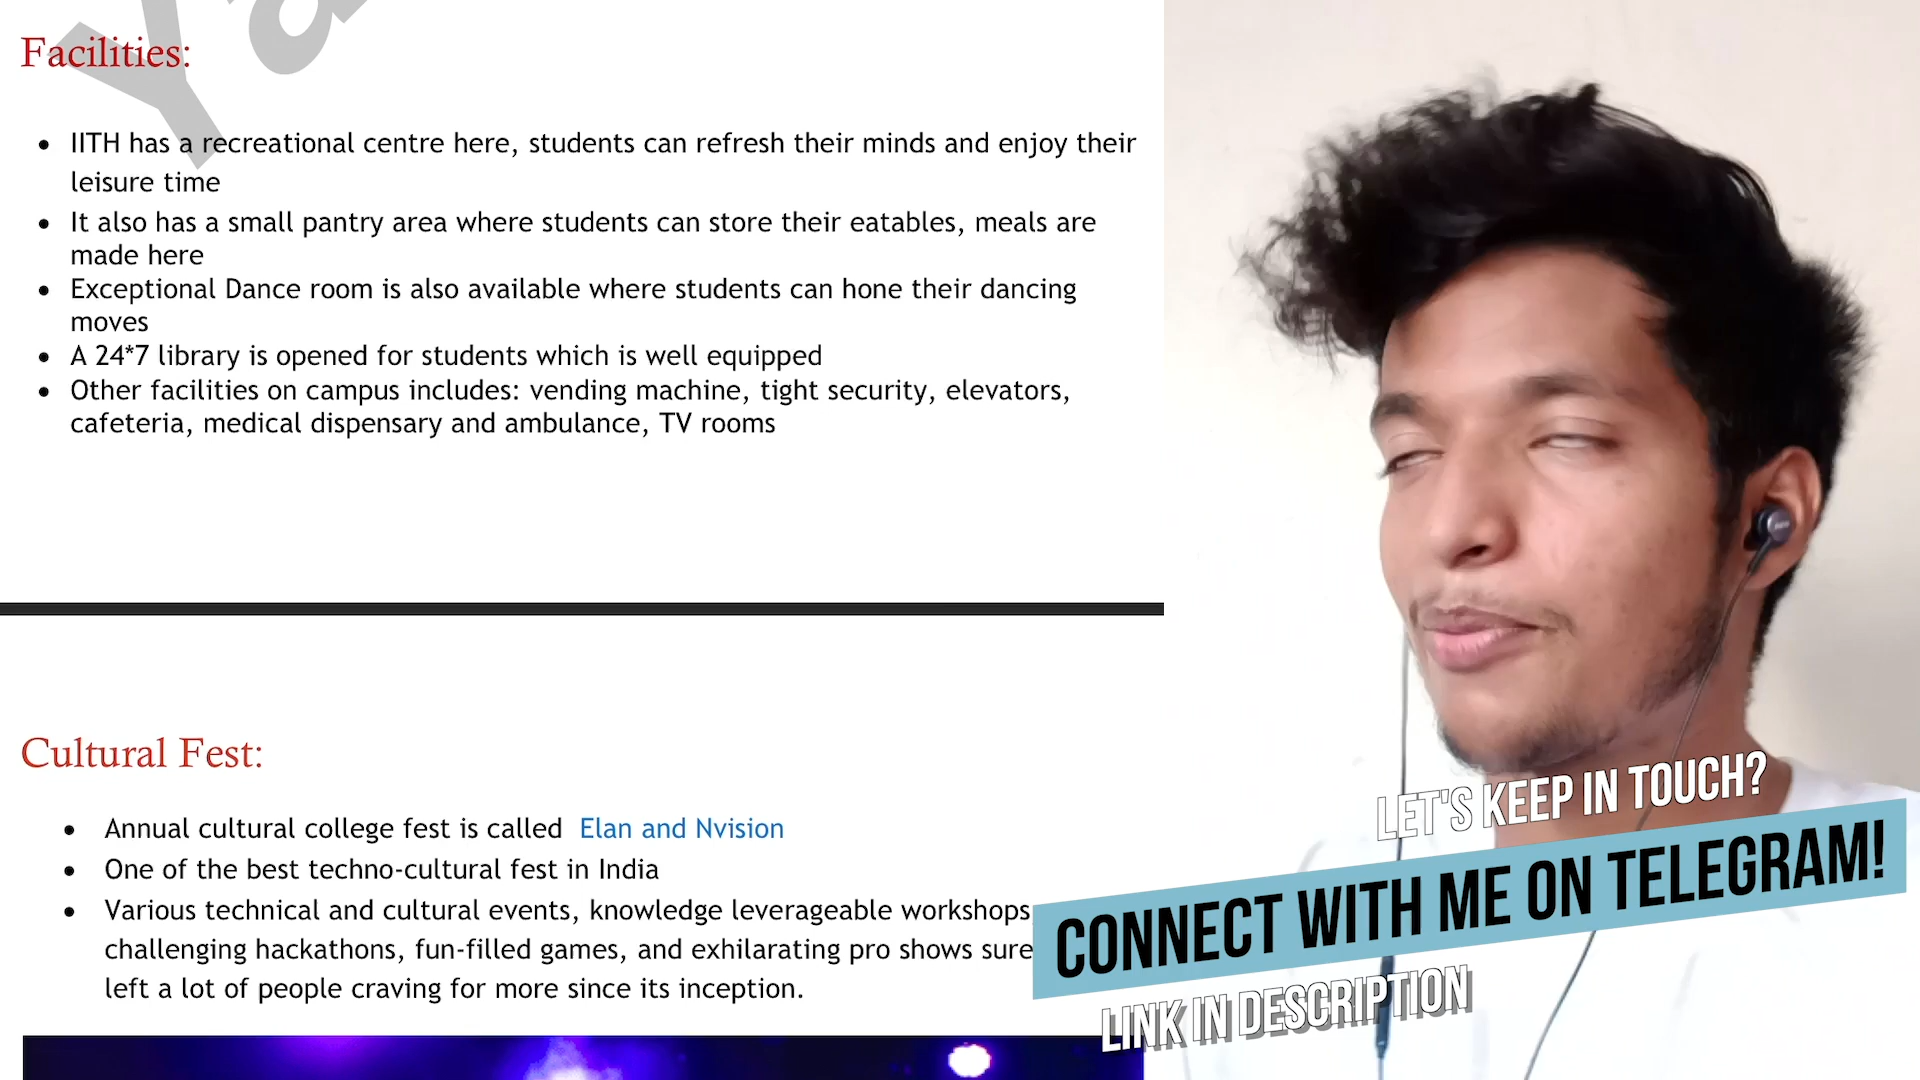 Ya
Facilities:
• IITH has a recreational centre here, students can refresh their minds and enjoy their
leisure time
• It also has a small pantry area where students can store their eatables, meals are
made here
• Exceptional Dance room is also available where students can hone their dancing
moves
• A 24*7 library is opened for students which is well equipped
• Other facilities on campus includes: vending machine, tight security, elevators,
cafeteria, medical dispensary and ambulance, TV rooms
Cultural Fest:
• Annual cultural college fest is called Elan and Nvision
• One of the best techno-cultural fest in India
• Various technical and cultural events, knowledge leverageable workshops
challenging hackathons, fun-filled games, and exhilarating pro shows sure
left a lot of people craving for more since its inception.
LET'S KEEP IN TOUCH?
CONNECT WITH ME ON TELEGRAM!
LINK IN DESCRIPTION